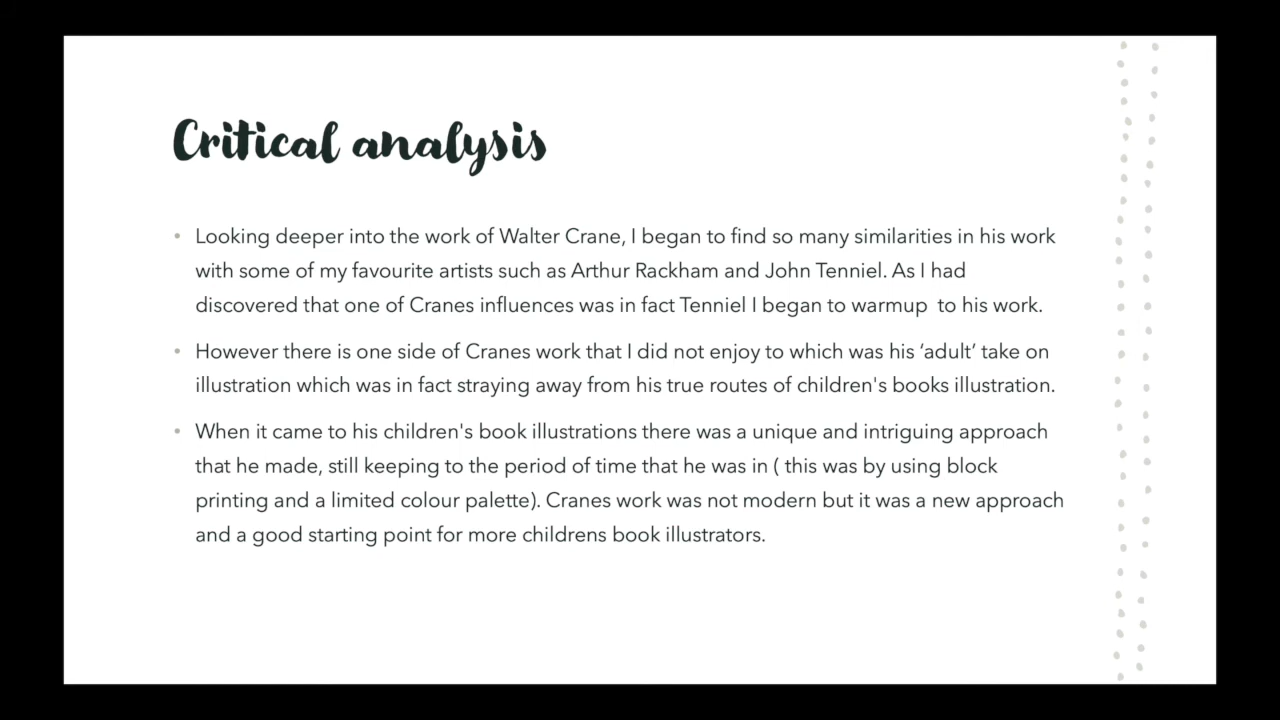 Critical analysis
• Looking deeper into the work of Walter Crane, I began to find so many similarities in his work
with some of my favourite artists such as Arthur Rackham and John Tenniel. As I had
discovered that one of Cranes influences was in fact Tenniel I began to warmup  to his work.
• However there is one side of Cranes work that I did not enjoy to which was his ‘adult’ take on
illustration which was in fact straying away from his true routes of children's books illustration.
• When it came to his children's book illustrations there was a unique and intriguing approach
that he made, still keeping to the period of time that he was in ( this was by using block
printing and a limited colour palette). Cranes work was not modern but it was a new approach
and a good starting point for more childrens book illustrators.